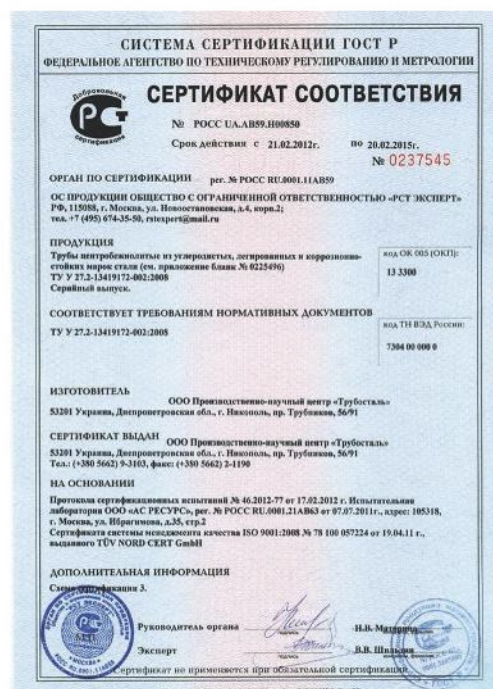 СИСТЕМА СЕРТИФИКАЦИИ ГОСТ Р
ФЕДЕРАЛЬНОЕ АГЕНТСТВО ПО ТЕХНИЧЕСКОМУ РЕГУЛИРОВАНИЮ И МЕТРОЛОГИИ
Добровольная
сертификация
СЕРТИФИКАТ СООТВЕТСТВИЯ
№ РОСС UA.АВ59.Н00850
Срок действия с 21.02.2012г. по 20.02.2015г.
№ 0237545
ОРГАН ПО СЕРТИФИКАЦИИ рег. № РОСС RU.0001.11АВ59
ОС ПРОДУКЦИИ ОБЩЕСТВО С ОГРАНИЧЕННОЙ ОТВЕТСТВЕННОСТЬЮ «РСТ ЭКСПЕРТ»
РФ, 115088, г. Москва, ул. Новоостаповская, д.4, корп.2;
тел. +7 (495) 674-35-50, rstexpert@mail.ru
ПРОДУКЦИЯ
Трубы центробежнолитые из углеродистых, легированных и коррозионно-
стойких марок стали (см. приложение бланк № 0225496)
ТУ У 27.2-13419172-002:2008
Серийный выпуск.
код ОК 005 (ОКП):
13 3300
СООТВЕТСТВУЕТ ТРЕБОВАНИЯМ НОРМАТИВНЫХ ДОКУМЕНТОВ
ТУ У 27.2-13419172-002:2008
код ТН ВЭД России:
7304 00 000 0
ИЗГОТОВИТЕЛЬ
ООО Производственно-научный центр «Трубосталь»
53201 Украина, Днепропетровская обл., г. Никополь, пр. Трубников, 56/91
СЕРТИФИКАТ ВЫДАН
ООО Производственно-научный центр «Трубосталь»
53201 Украина, Днепропетровская обл., г. Никополь, пр. Трубников, 56/91
Тел.: (+380 5662) 9-3103, факс: (+380 5662) 2-1190
НА ОСНОВАНИИ
Протокола сертификационных испытаний № 46.2012-77 от 17.02.2012 г. Испытательная
лаборатория ООО «АС РЕСУРС», рег. № РОСС RU.0001.21АВ63 от 07.07.2011г., адрес: 105318,
г. Москва, ул. Ибрагимова, д.35, стр.2
Сертификата системы менеджмента качества ISO 9001:2008 № 78 100 057224 от 19.04.11 г.,
выданного TÜV NORD CERT GmbH
ДОПОЛНИТЕЛЬНАЯ ИНФОРМАЦИЯ
Схема сертификации 3.
Руководитель органа
подпись
Н.В.
Эксперт
подпись
В.В.
Сертификат не применяется при обязательной сертификации